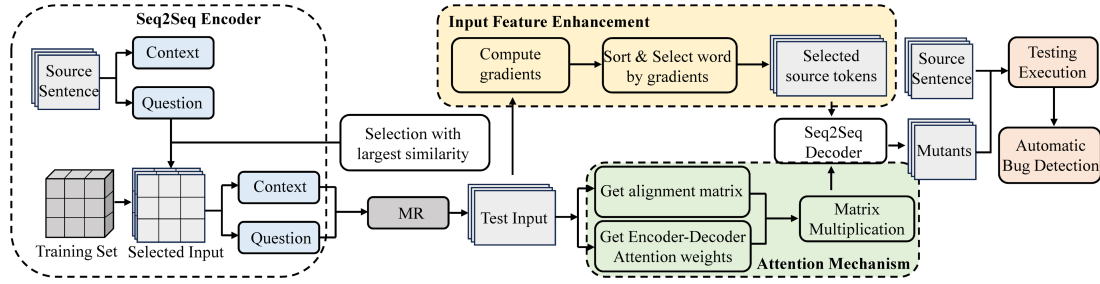 Seq2Seq Encoder
Source
Sentence
Context
Question
Selection with
largest similarity
Training Set
Selected Input
Context
Question
MR
Test Input
Input Feature Enhancement
Compute
gradients
Sort & Select word
by gradients
Selected
source tokens
Get alignment matrix
Get Encoder-Decoder
Attention weights
Matrix
Multiplication
Attention Mechanism
Seq2Seq
Decoder
Source
Sentence
Mutants
Testing
Execution
Automatic
Bug Detection